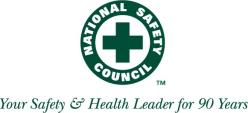 NATIONAL SAFETY
COUNCIL
TM
Your Safety & Health Leader for 90 Years